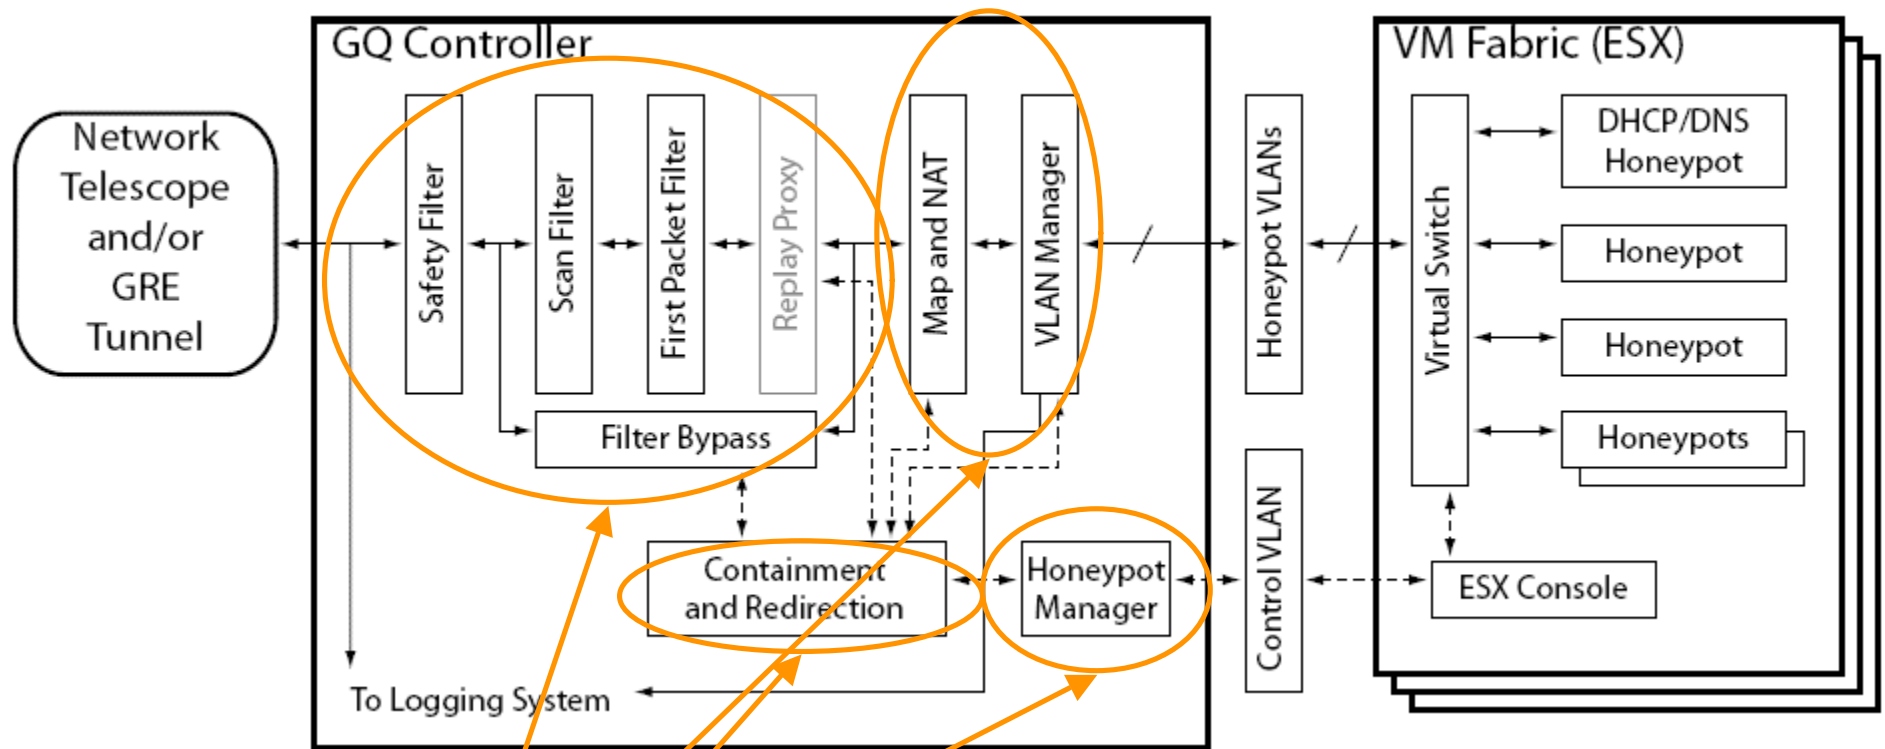 GQ Controller
VM Fabric (ESX)
Network
Telescope
and/or
GRE
Tunnel
Safety Filter
Scan Filter
First Packet Filter
Replay Proxy
Map and NAT
VLAN Manager
Honeypot VLANs
Virtual Switch
DHCP/DNS
Honeypot
Honeypot
Honeypot
Honeypots
Filter Bypass
Containment
and Redirection
Honeypot
Manager
Control VLAN
ESX Console
To Logging System